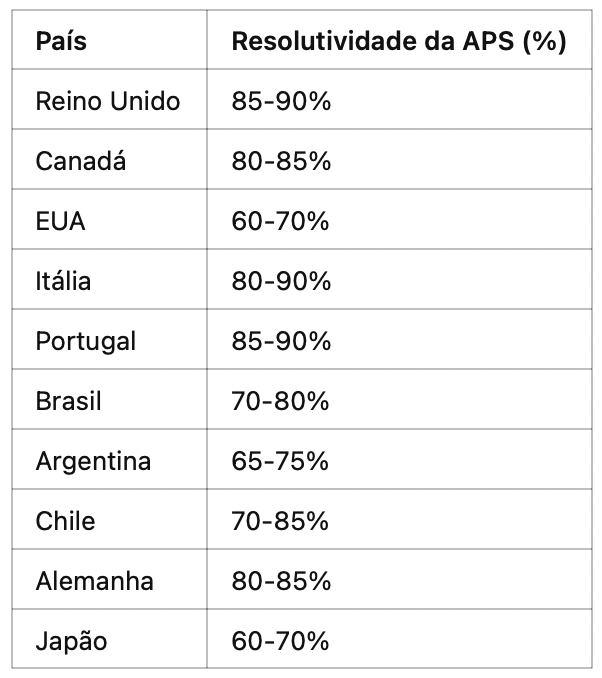 País Resolutividade da APS (%)
Reino Unido 85-90%
Canadá 80-85%
EUA 60-70%
Itália 80-90%
Portugal 85-90%
Brasil 70-80%
Argentina 65-75%
Chile 70-85%
Alemanha 80-85%
Japão 60-70%